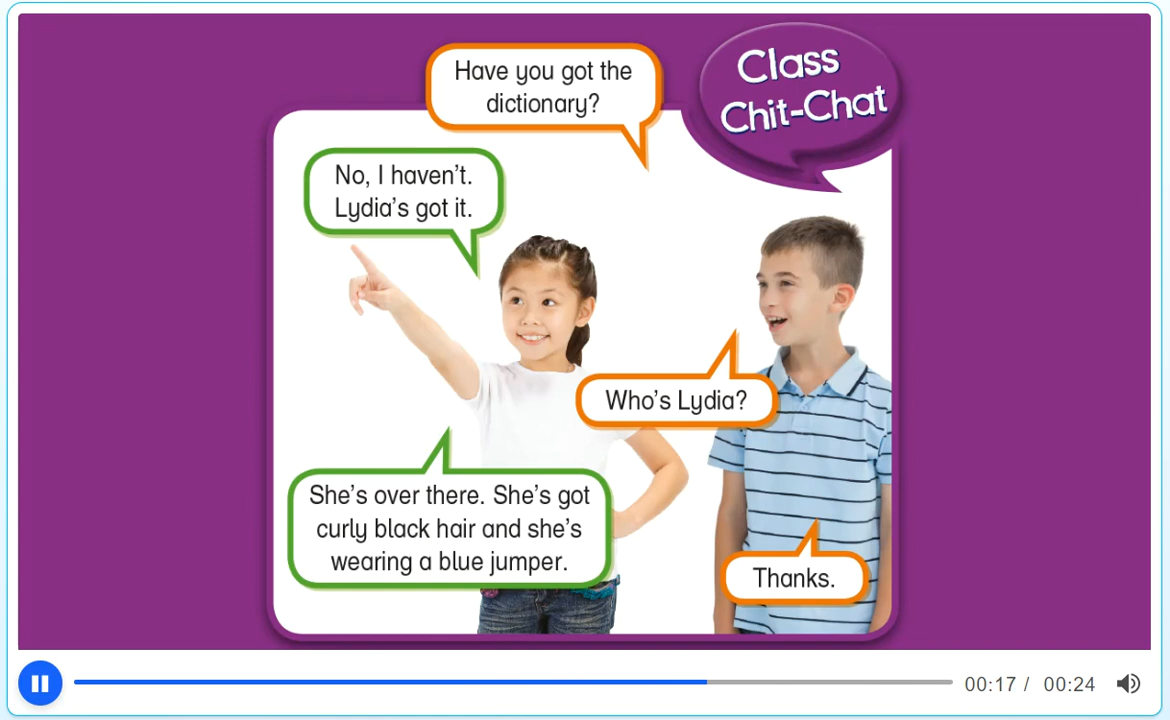 Class
Chit-Chat
Have you got the
dictionary?
No, I haven't.
Lydia's got it.
Who's Lydia?
She's over there. She's got
curly black hair and she's
wearing a blue jumper.
Thanks.
00:17 / 00:24